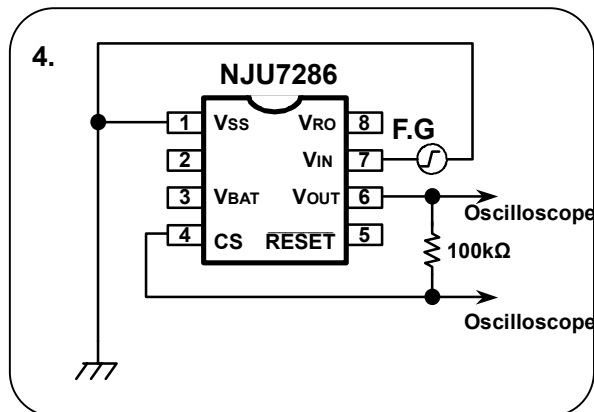 4.
NJU7286
1 VSS VRO 8 F.G
2 VIN 7
3 VBAT VOUT 6
Oscilloscope
4 CS RESET 5
100kΩ
Oscilloscope